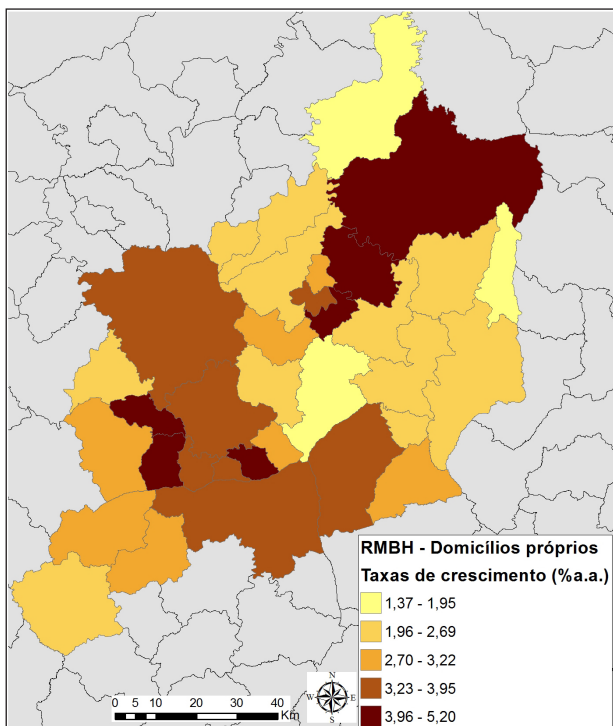 RMBH - Domicílios próprios
Taxas de crescimento (%a.a.)
1,37 - 1,95
1,96 - 2,69
2,70 - 3,22
3,23 - 3,95
3,96 - 5,20
N
W E
S
0 5 10 20 30 40
Km